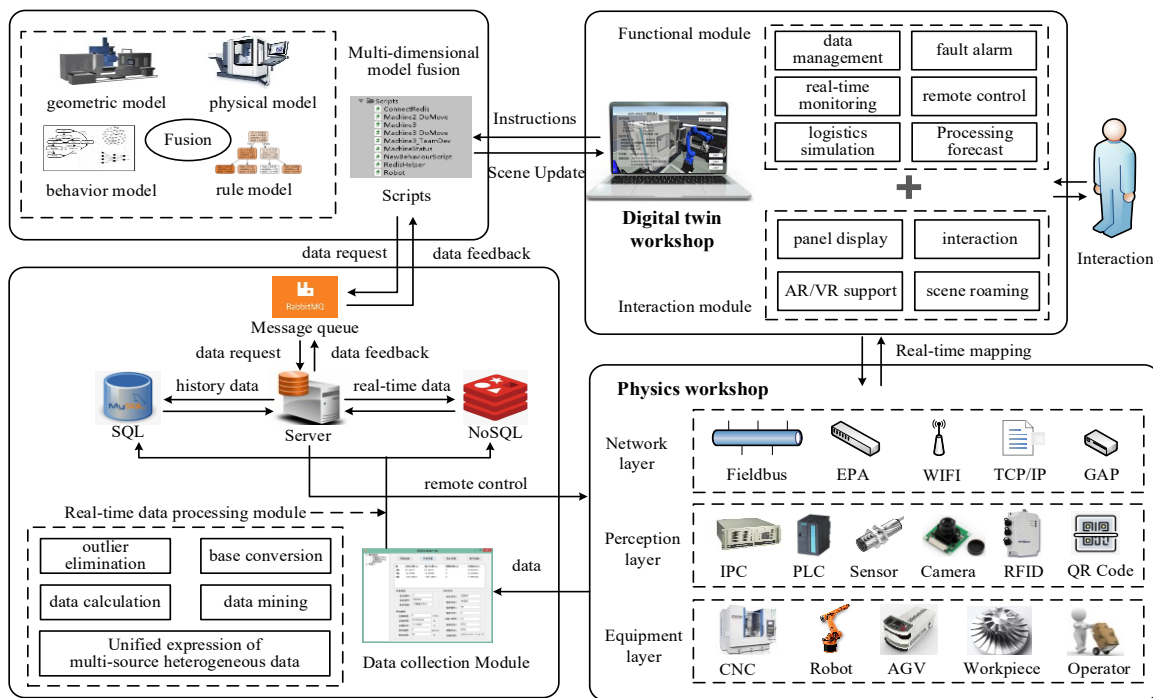 geometric model
physical model
Fusion
behavior model
rule model
Multi-dimensional
model fusion
Scripts
ConnectRedis
Machine2_DoMove
Machine3
Machine3_DoMove
Machine3_TeamDev
MachineStatus
NewBehaviourScript
RedisHelper
Robot
Scripts
Instructions
Scene Update
Functional module
data
management
fault alarm
real-time
monitoring
remote control
logistics
simulation
Processing
forecast
Digital twin
workshop
panel display
interaction
AR/VR support
scene roaming
Interaction module
Interaction
data request
data feedback
RabbitMQ
Message queue
data request
data feedback
history data
real-time data
MySQL
SQL
Server
NoSQL
remote control
Real-time data processing module
outlier
elimination
base conversion
data calculation
data mining
Unified expression of
multi-source heterogeneous data
Data collection Module
data
Real-time mapping
Physics workshop
Network
layer
Fieldbus
EPA
WIFI
TCP/IP
GAP
Perception
layer
IPC
PLC
Sensor
Camera
RFID
QR Code
Equipment
layer
CNC
Robot
AGV
Workpiece
Operator